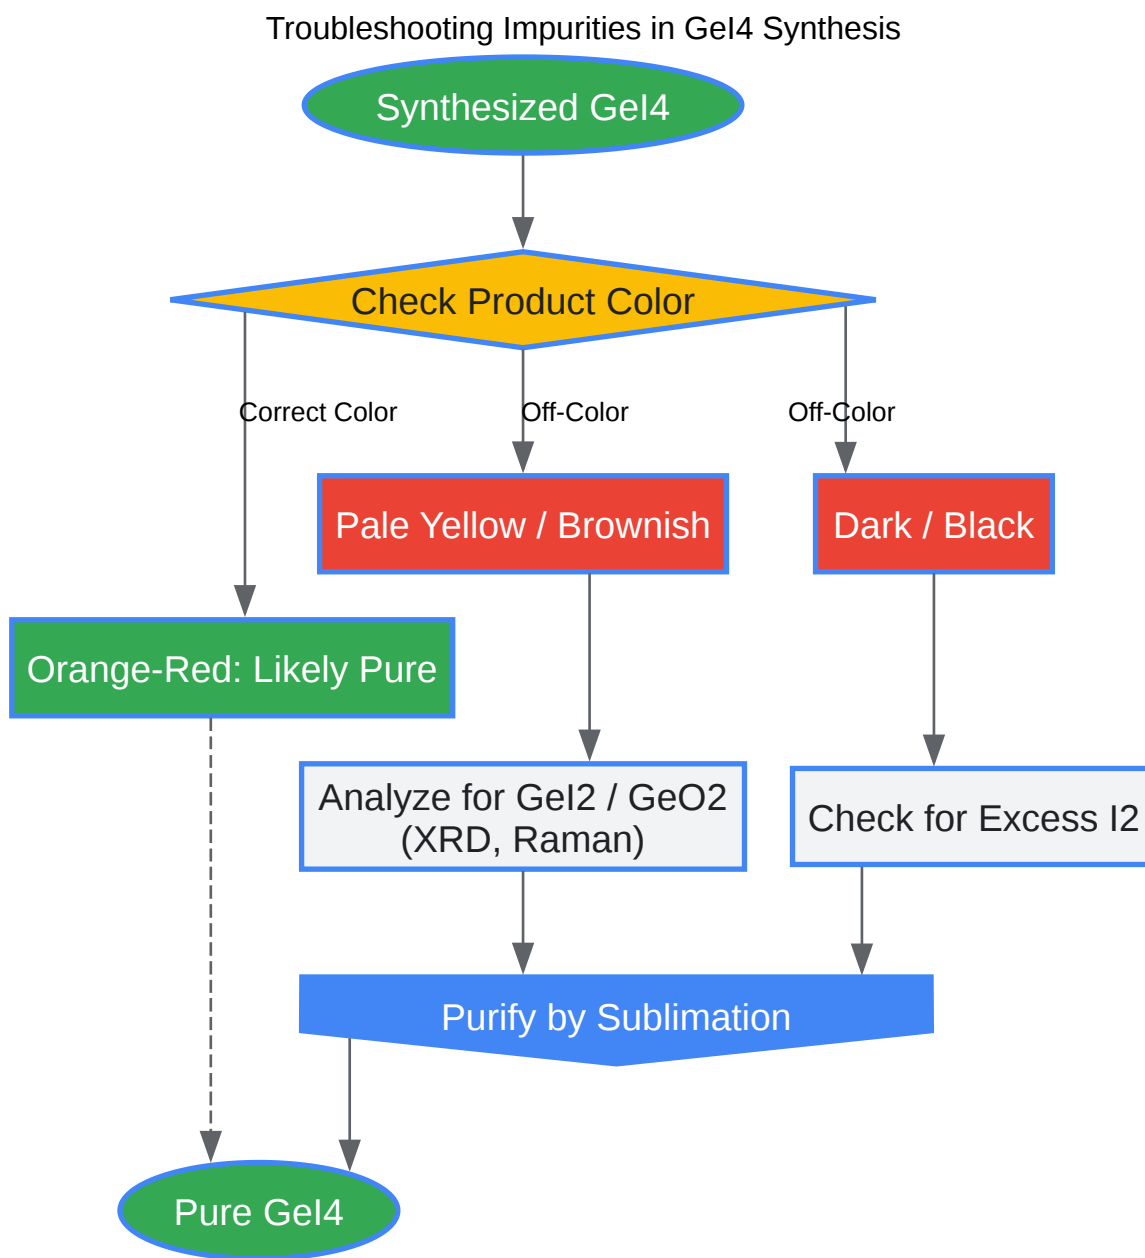 Troubleshooting Impurities in GeI4 Synthesis
Synthesized GeI4
Check Product Color
Correct Color
Off-Color
Off-Color
Pale Yellow / Brownish
Dark / Black
Orange-Red: Likely Pure
Analyze for GeI2 / GeO2
(XRD, Raman)
Check for Excess I2
Purify by Sublimation
Pure GeI4